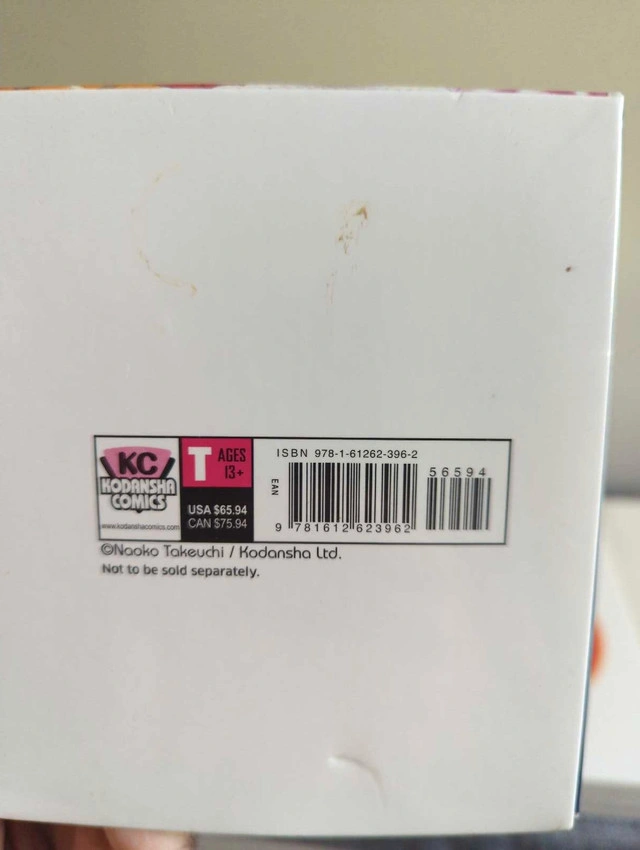 KC
KODANSHA
COMICS
www.kodanshacomics.com
T AGES
13+
USA $65.94
CAN $75.94
ISBN 978-1-61262-396-2
56594
EAN
9 781612 623962
©Naoko Takeuchi / Kodansha Ltd.
Not to be sold separately.